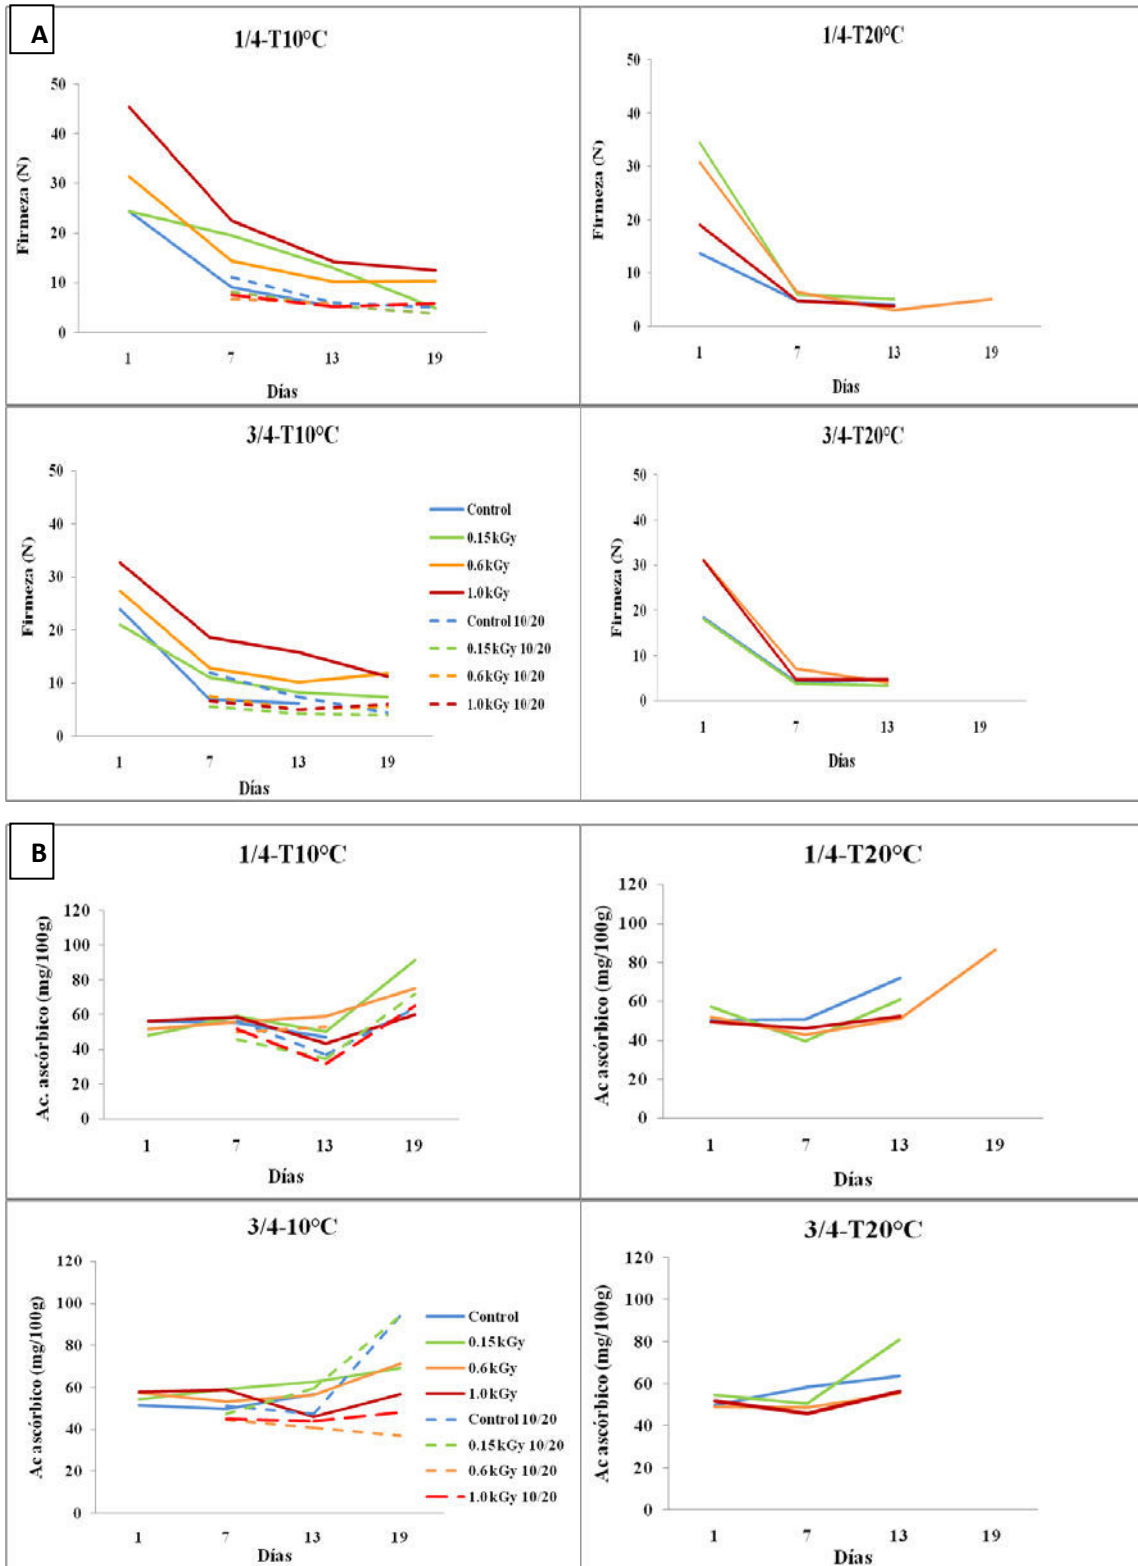 A
1/4-T10°C
Firmeza (N)
50
40
30
20
10
0
1 7 13 19
Días
1/4-T20°C
Firmeza (N)
50
40
30
20
10
0
1 7 13 19
Días
3/4-T10°C
Firmeza (N)
50
40
30
20
10
0
1 7 13 19
Días
Control
0.15kGy
0.6kGy
1.0kGy
Control 10/20
0.15kGy 10/20
0.6kGy 10/20
1.0kGy 10/20
3/4-T20°C
Firmeza (N)
50
40
30
20
10
0
1 7 13 19
Días
B
1/4-T10°C
Ac. ascórbico (mg/100g)
120
100
80
60
40
20
0
1 7 13 19
Días
1/4-T20°C
Ac ascórbico (mg/100g)
120
100
80
60
40
20
0
1 7 13 19
Días
3/4-10°C
Ac ascórbico (mg/100g)
120
100
80
60
40
20
0
1 7 13 19
Días
Control
0.15kGy
0.6kGy
1.0kGy
Control 10/20
0.15kGy 10/20
0.6kGy 10/20
1.0kGy 10/20
3/4-T20°C
Ac ascórbico (mg/100g)
120
100
80
60
40
20
0
1 7 13 19
Días